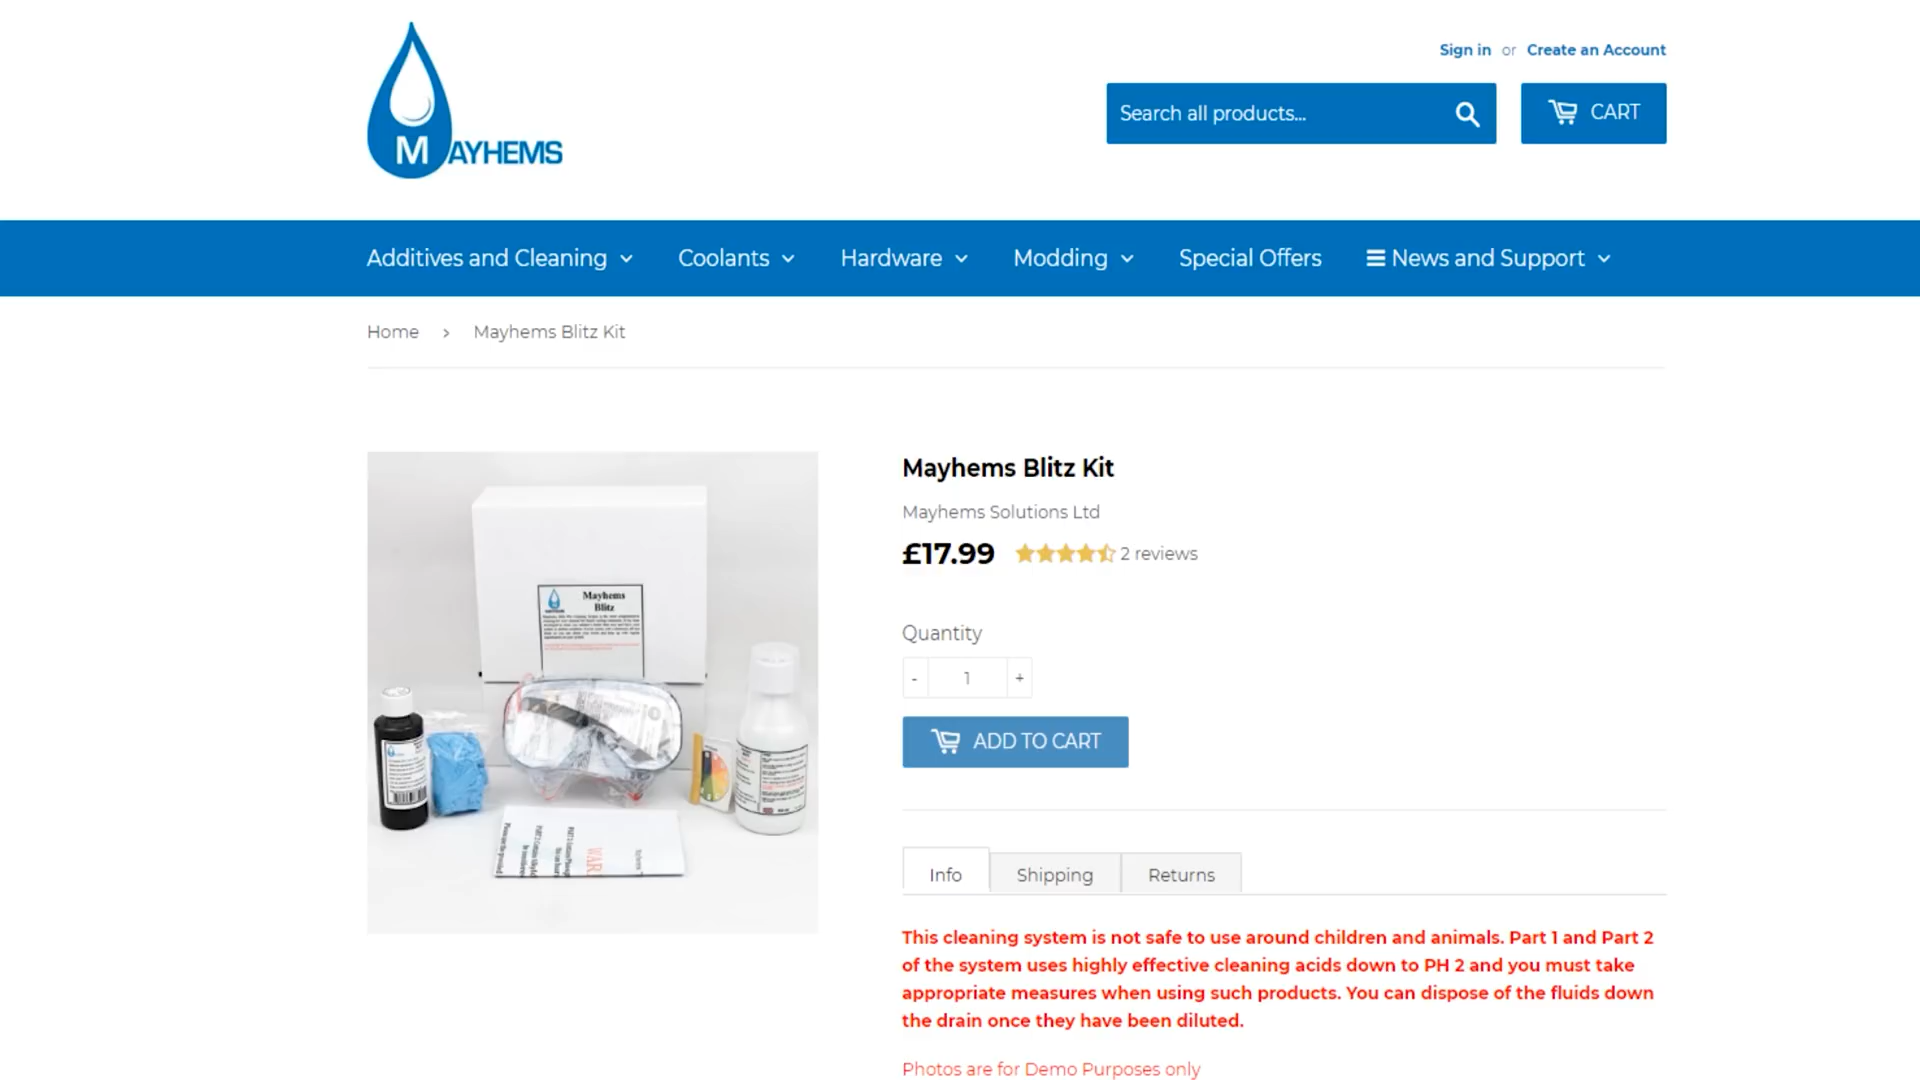 Sign in or Create an Account
Search all products...
CART
MAYHEMS
Additives and Cleaning
Coolants
Hardware
Modding
Special Offers
News and Support
Home › Mayhems Blitz Kit
Mayhems
Blitz
WAR
Mayhems Blitz Kit
Mayhems Solutions Ltd
£17.99 2 reviews
Quantity
- 1 +
ADD TO CART
Info
Shipping
Returns
This cleaning system is not safe to use around children and animals. Part 1 and Part 2
of the system uses highly effective cleaning acids down to PH 2 and you must take
appropriate measures when using such products. You can dispose of the fluids down
the drain once they have been diluted.
Photos are for Demo Purposes only